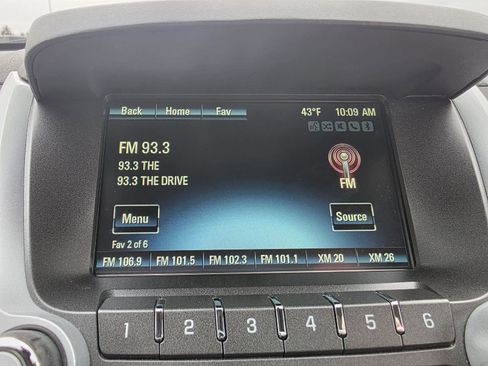 Back Home Fav 43°F 10:09 AM
FM 93.3
93.3 THE
93.3 THE DRIVE
FM
Menu Source
Fav 2 of 6
FM 106.9 FM 101.5 FM 102.3 FM 101.1 XM 20 XM 26
1 2 3 4 5 6